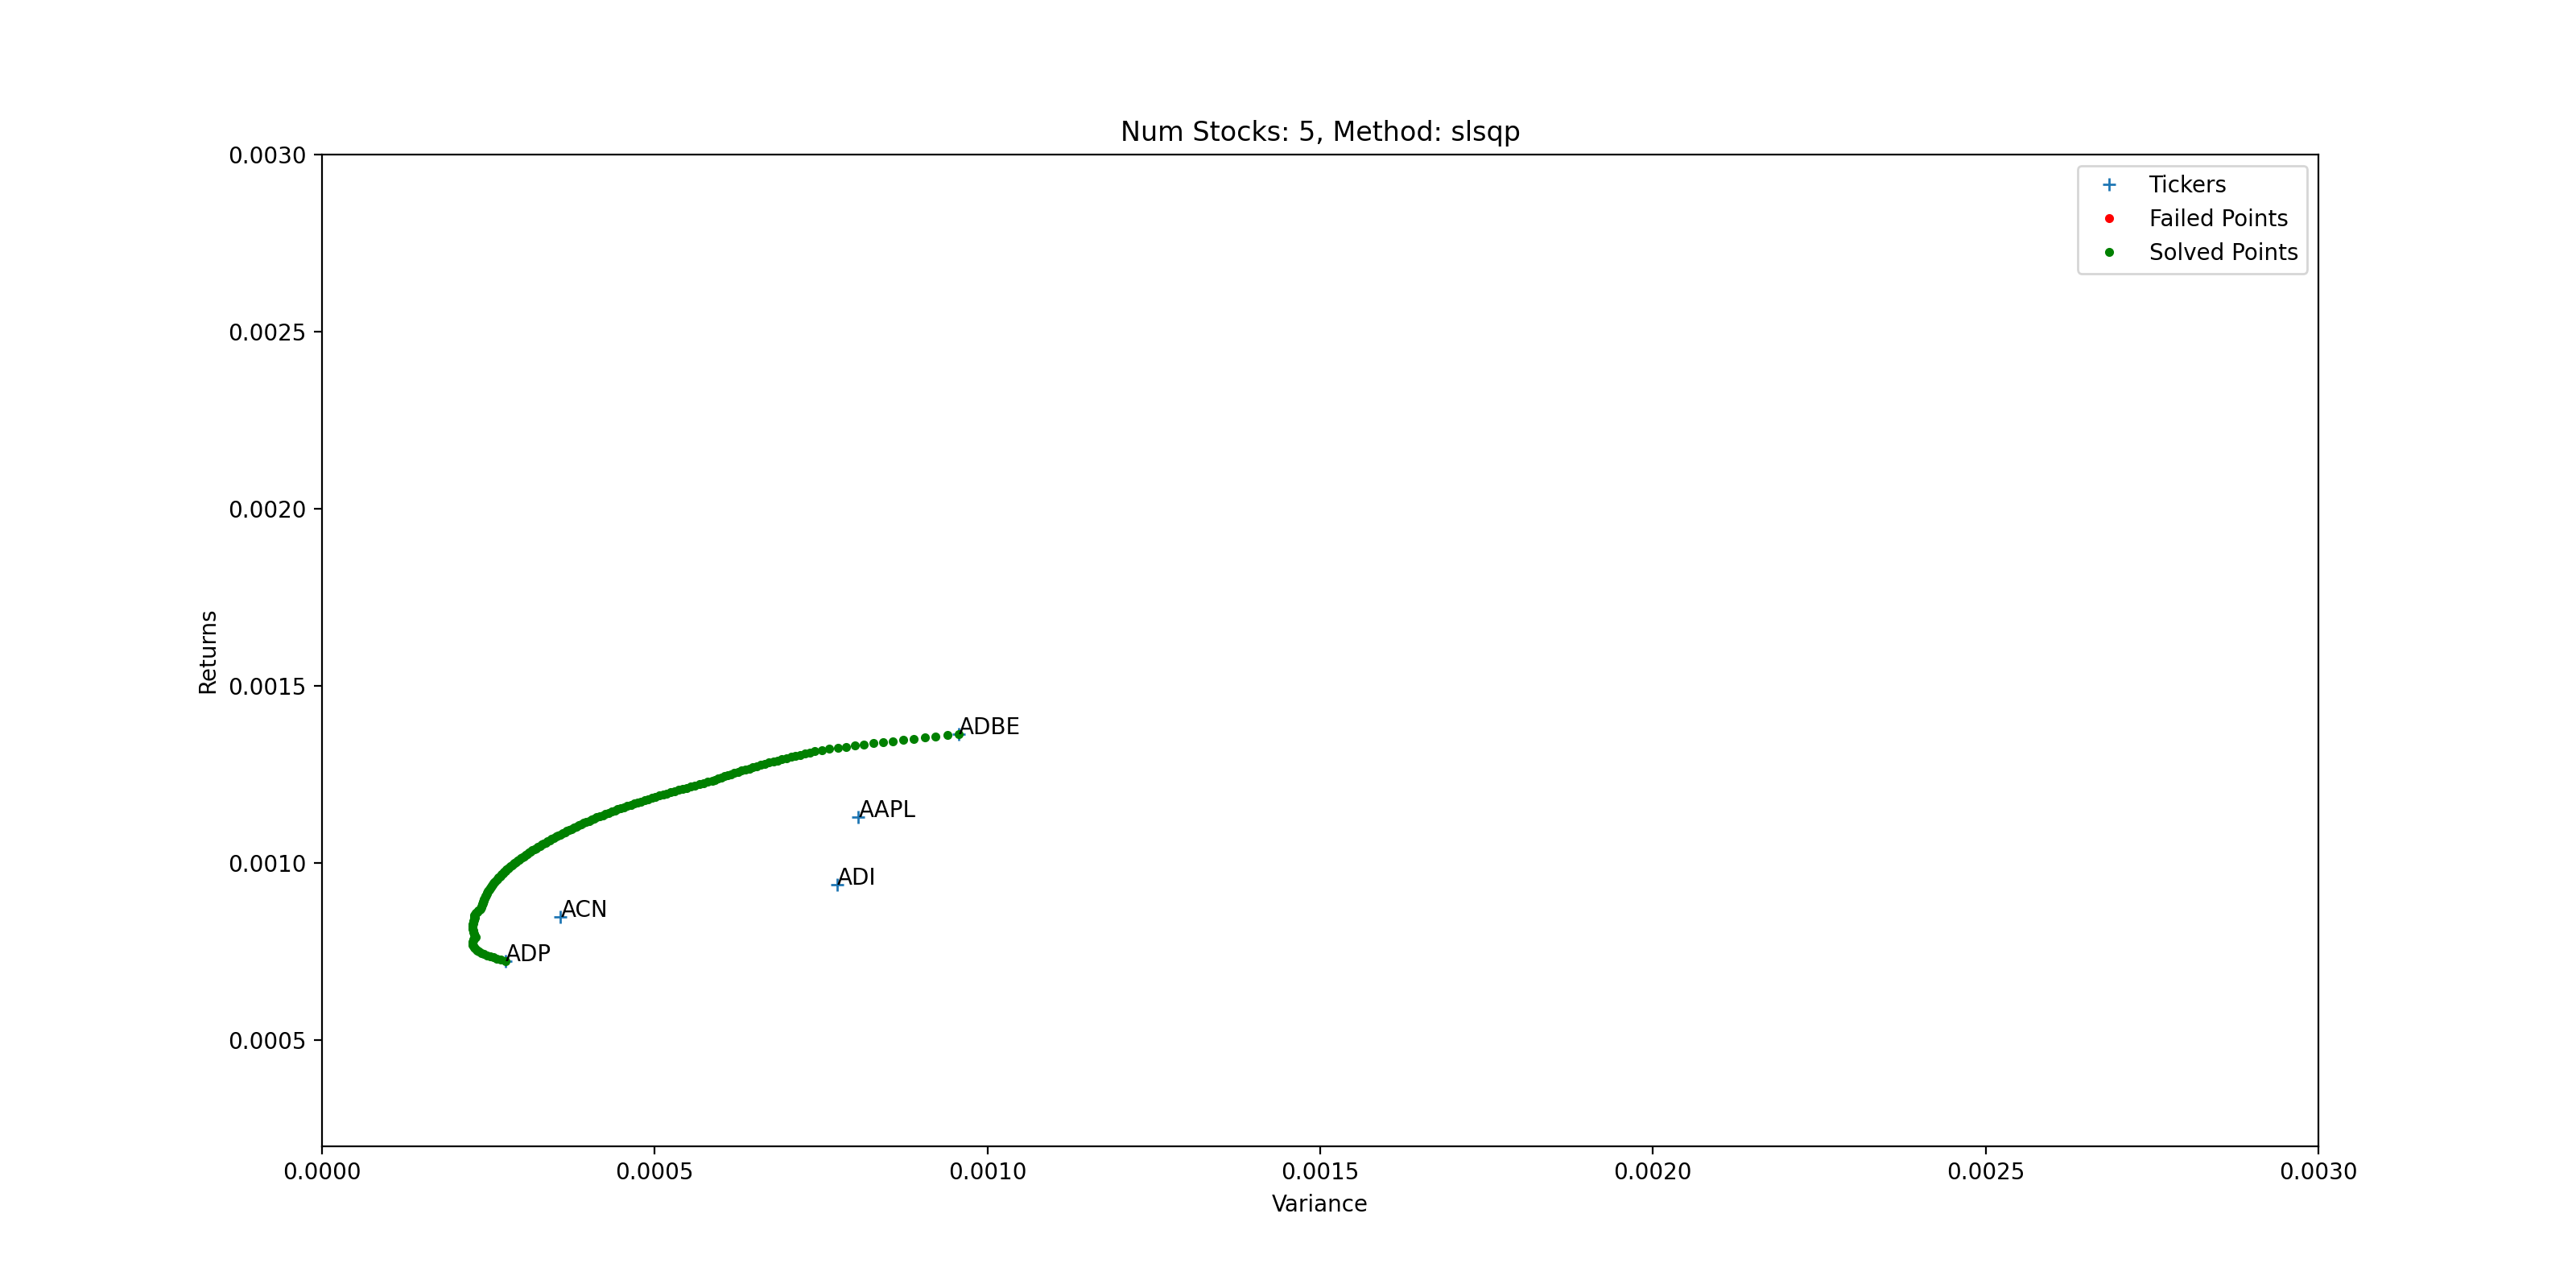 Num Stocks: 5, Method: slsqp
Tickers
Failed Points
Solved Points
0.0030
0.0025
0.0020
0.0015
0.0010
0.0005
Returns
ADBE
AAPL
ADI
ACN
ADP
0.0000 0.0005 0.0010 0.0015 0.0020 0.0025 0.0030
Variance